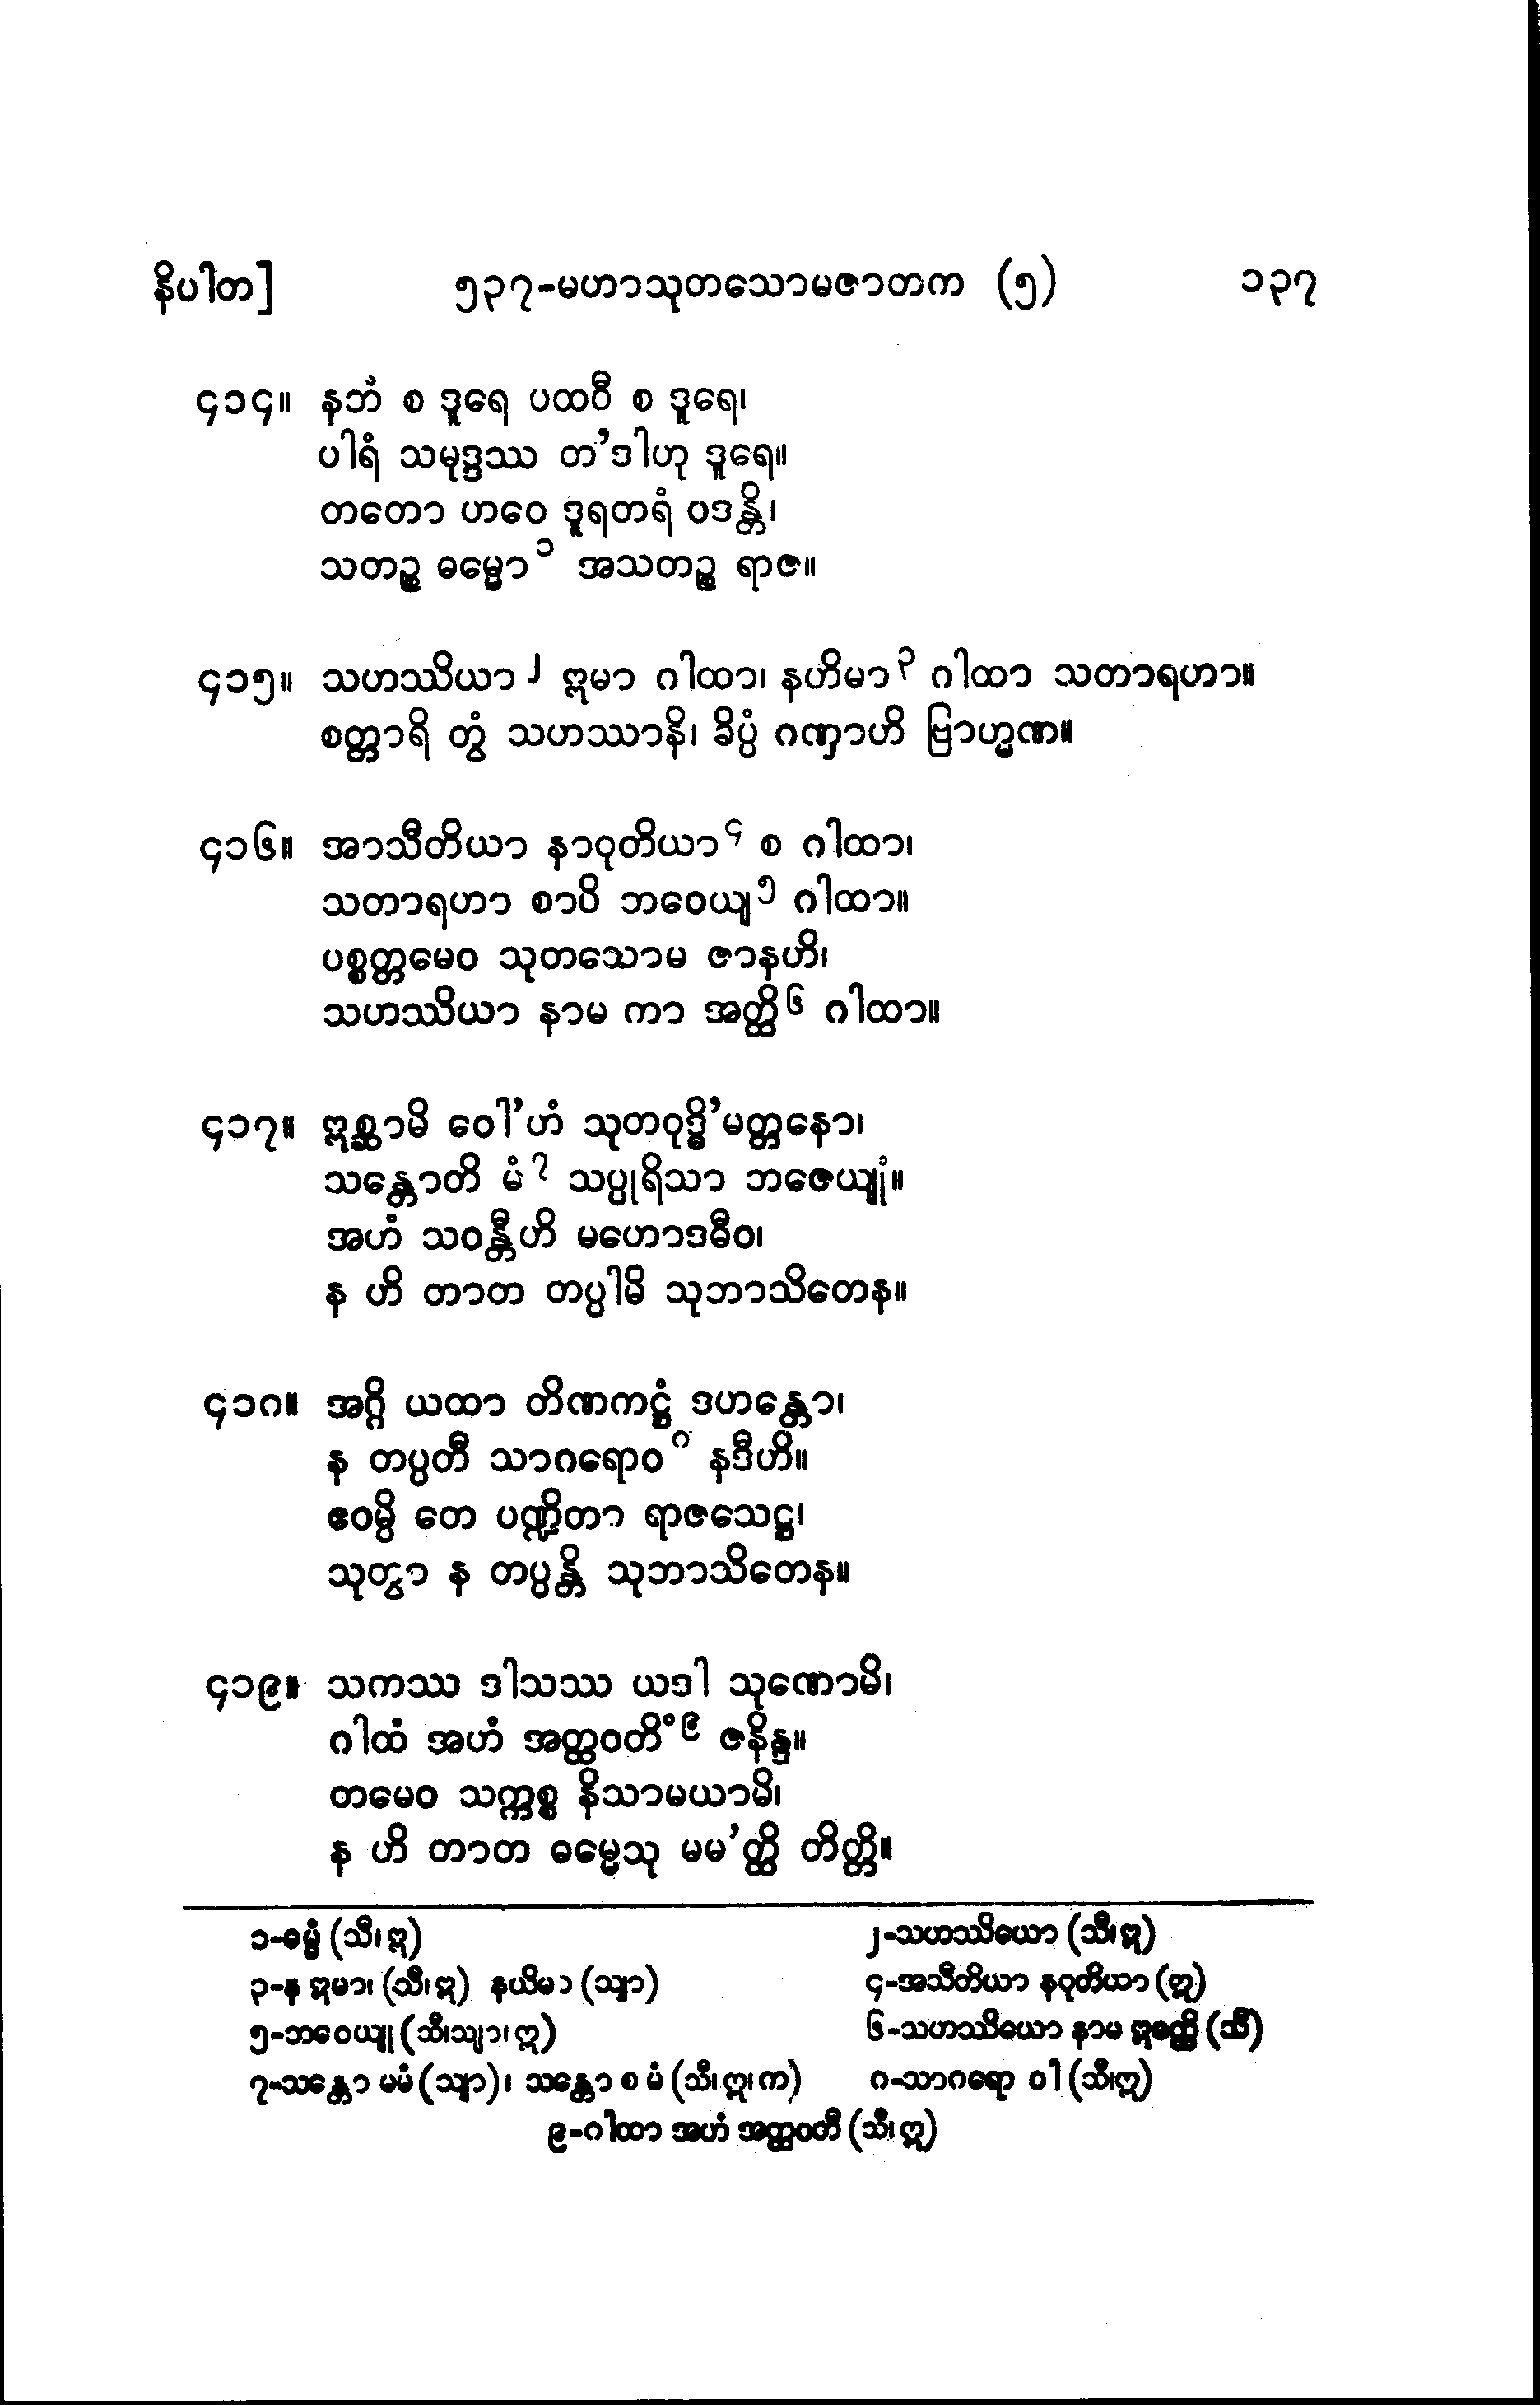 နိပါတ]	၅၃၇-မဟာသုတသောမဇာတက (၅)	၁၃၇
၄၁၄။ နဘံ စ ဒူရေ ပထဝီ စ ဒူရေ၊
ပါရံ သမုဒ္ဒဿ တ’ဒါဟု ဒူရေ။
တတော ဟဝေ ဒူရတရံ ဝဒန္တိ၊
သတဉ္စ ဓမ္မော၁ အသတဉ္စ ရာဇ။
၄၁၅။ သဟဿိယာ၂ ဣမာ ဂါထာ၊ နဟိမာ၃ ဂါထာ သတာရဟာ။
စတ္တာရိ တွံ သဟဿာနိ၊ ခိပ္ပံ ဂဏှာဟိ ဗြာဟ္မဏ။
၄၁၆။ အာသီတိယာ နာဝုတိယာ၄ စ ဂါထာ၊
သတာရဟာ စာပိ ဘဝေယျ၅ ဂါထာ။
ပစ္စတ္တမေဝ သုတသောမ ဇာနဟိ၊
သဟဿိယာ နာမ ကာ အတ္ထိ၆ ဂါထာ။
၄၁၇။ ဣစ္ဆာမိ ဝေါ’ဟံ သုတဝုဒ္ဓိ’မတ္တနော၊
သန္တောတိ မံ၇ သပ္ပုရိသာ ဘဇေယျုံ။
အဟံ သဝန္တီဟိ မဟောဒဓီဝ၊
န ဟိ တာတ တပ္ပါမိ သုဘာသိတေန။
၄၁၈။ အဂ္ဂိ ယထာ တိဏကဋ္ဌံ ဒဟန္တော၊
န တပ္ပတီ သာဂရောဝ၈ နဒီဟိ။
ဧဝမ္ပိ တေ ပဏ္ဍိတာ ရာဇသေဋ္ဌ၊
သုတွာ န တပ္ပန္တိ သုဘာသိတေန။
၄၁၉။ သကဿ ဒါသဿ ယဒါ သုဏောမိ၊
ဂါထံ အဟံ အတ္ထဝတိံ၉ ဇနိန္ဒ။
တမေဝ သက္ကစ္စ နိသာမယာမိ၊
န ဟိ တာတ ဓမ္မေသု မမ’တ္ထိ တိတ္တိ။
၁-ဓမ္မံ (သီ၊ ဣ)	၂-သဟဿိယော (သီ၊ ဣ)
၃-န ဣမာ၊ (သီ၊ ဣ) နယိမာ (သျာ)	၄-အသီတိယာ နဝုတိယာ (ဣ)
၅-ဘဝေယျု (သီ၊ သျာ၊ ဣ)	၆-သဟဿိယော နာမ ဣဓတ္ထိ (သီ)
၇-သန္တော မမံ (သျာ)၊ သန္တော စ မံ (သီ၊ ဣ၊ က)	၈-သာဂရော ဝါ (သီ၊ ဣ)
၉-ဂါထာ အဟံ အတ္ထဝတီ (သီ၊ ဣ)